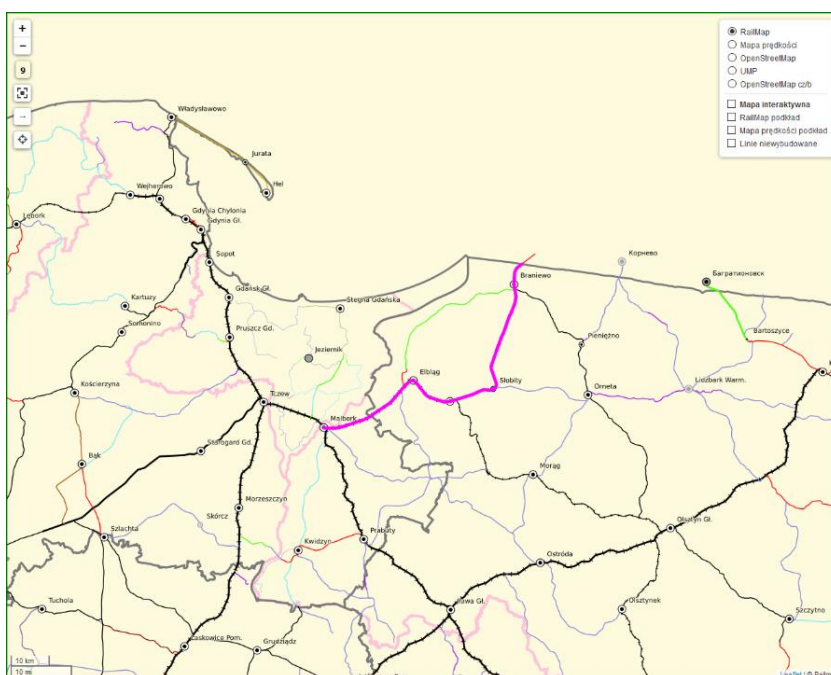 +
−
9
RailMap
Mapa prędkości
OpenStreetMap
UMP
OpenStreetMap cz/b
Mapa interaktywna
RailMap podkład
Mapa prędkości podkład
Linie niewybudowane
Władysławowo
Jurata
Hel
Wejherowo
Lębork
Gdynia Chylonia
Gdynia Gł.
Sopot
Корнево
Багратионовск
Braniewo
Gdańsk Gł.
Stegna Gdańska
Kartuzy
Somonino
Pruszcz Gd.
Jeziernik
Pieniężno
Bartoszyce
Elbląg
Słobity
Kościerzyna
Tczew
Orneta
Lidzbark Warm.
Malbork
Starogard Gd.
Bąk
Morąg
Skórcz
Morzeszczyn
Szlachta
Kwidzyn
Prabuty
Olsztyn Gł.
Ostróda
Tuchola
Iława Gł.
Olsztynek
Szczytno
Laskowice Pom.
Grudziądz
10 km
10 mi
Leaflet | ©